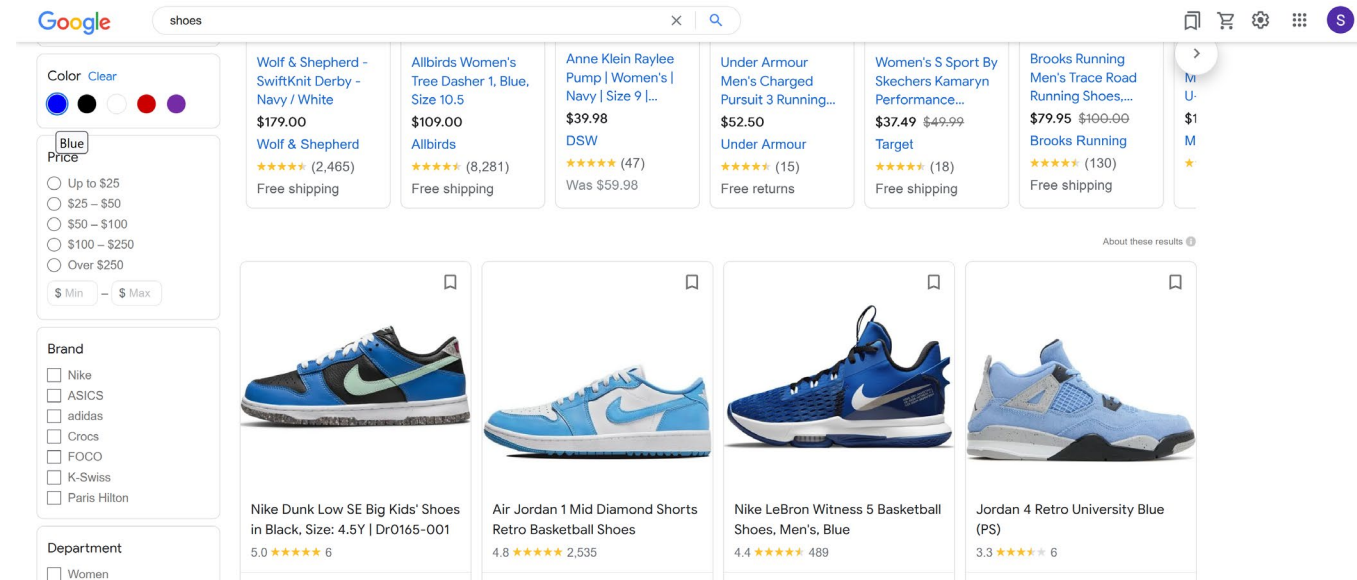 Google
shoes
S
Color Clear
Blue
Price
Up to $25
$25 – $50
$50 – $100
$100 – $250
Over $250
$ Min – $ Max
Brand
Nike
ASICS
adidas
Crocs
FOCO
K-Swiss
Paris Hilton
Department
Women
Wolf & Shepherd -
SwiftKnit Derby -
Navy / White
$179.00
Wolf & Shepherd
(2,465)
Free shipping
Allbirds Women's
Tree Dasher 1, Blue,
Size 10.5
$109.00
Allbirds
(8,281)
Free shipping
Anne Klein Raylee
Pump | Women's |
Navy | Size 9 |...
$39.98
DSW
(47)
Was $59.98
Under Armour
Men's Charged
Pursuit 3 Running...
$52.50
Under Armour
(15)
Free returns
Women's S Sport By
Skechers Kamaryn
Performance...
$37.49 $49.99
Target
(18)
Free shipping
Brooks Running
Men's Trace Road
Running Shoes,...
$79.95 $100.00
Brooks Running
(130)
Free shipping
M
U-
$1
M
About these results
Nike Dunk Low SE Big Kids' Shoes
in Black, Size: 4.5Y | Dr0165-001
5.0 6
Air Jordan 1 Mid Diamond Shorts
Retro Basketball Shoes
4.8 2,535
Nike LeBron Witness 5 Basketball
Shoes, Men's, Blue
4.4 489
Jordan 4 Retro University Blue
(PS)
3.3 6